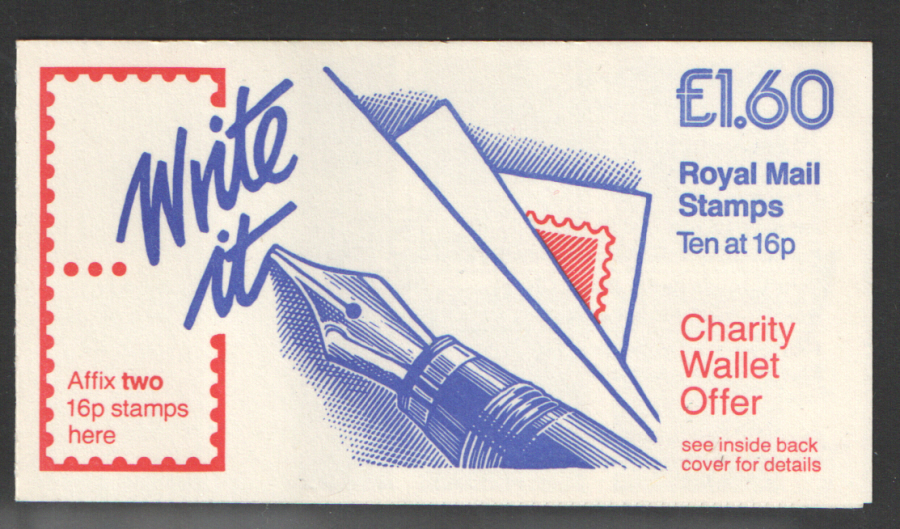 Write
it
...
Affix two
16p stamps
here
£1.60
Royal Mail
Stamps
Ten at 16p
Charity
Wallet
Offer
see inside back
cover for details